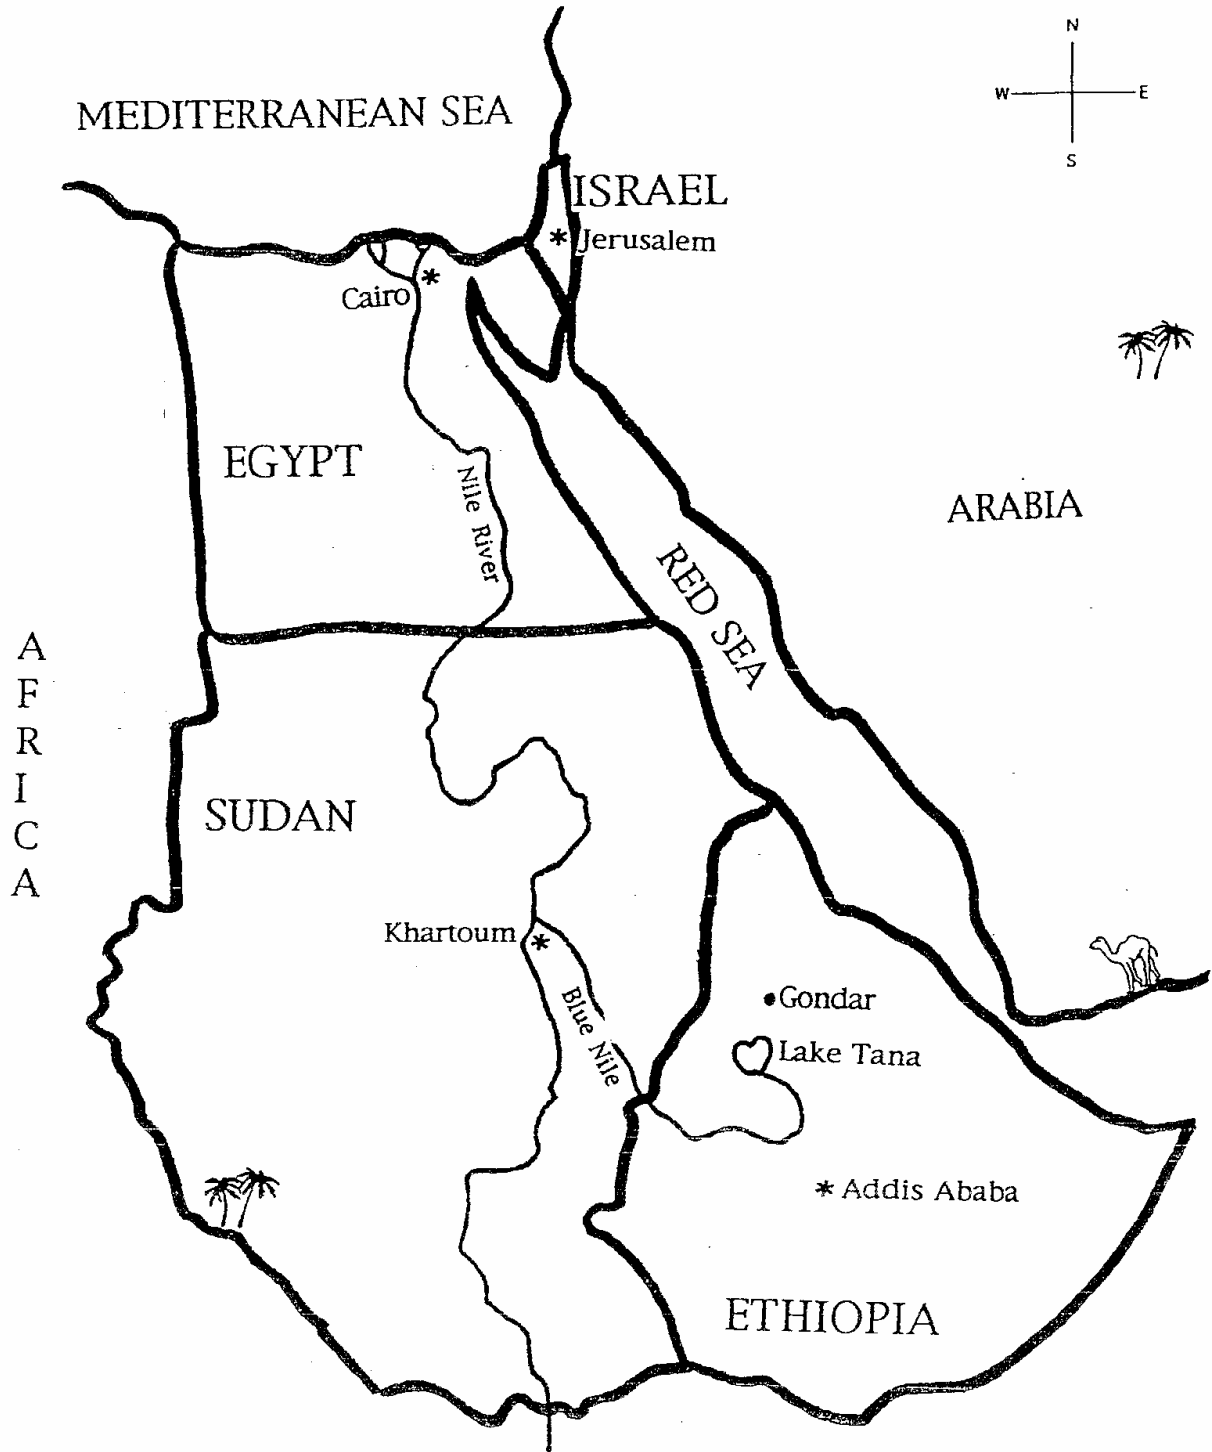 N
W E
S
MEDITERRANEAN SEA
ISRAEL
* Jerusalem
Cairo *
EGYPT
Nile River
ARABIA
RED SEA
A
F
R
I
C
A
SUDAN
Khartoum *
Blue Nile
Gondar
Lake Tana
* Addis Ababa
ETHIOPIA